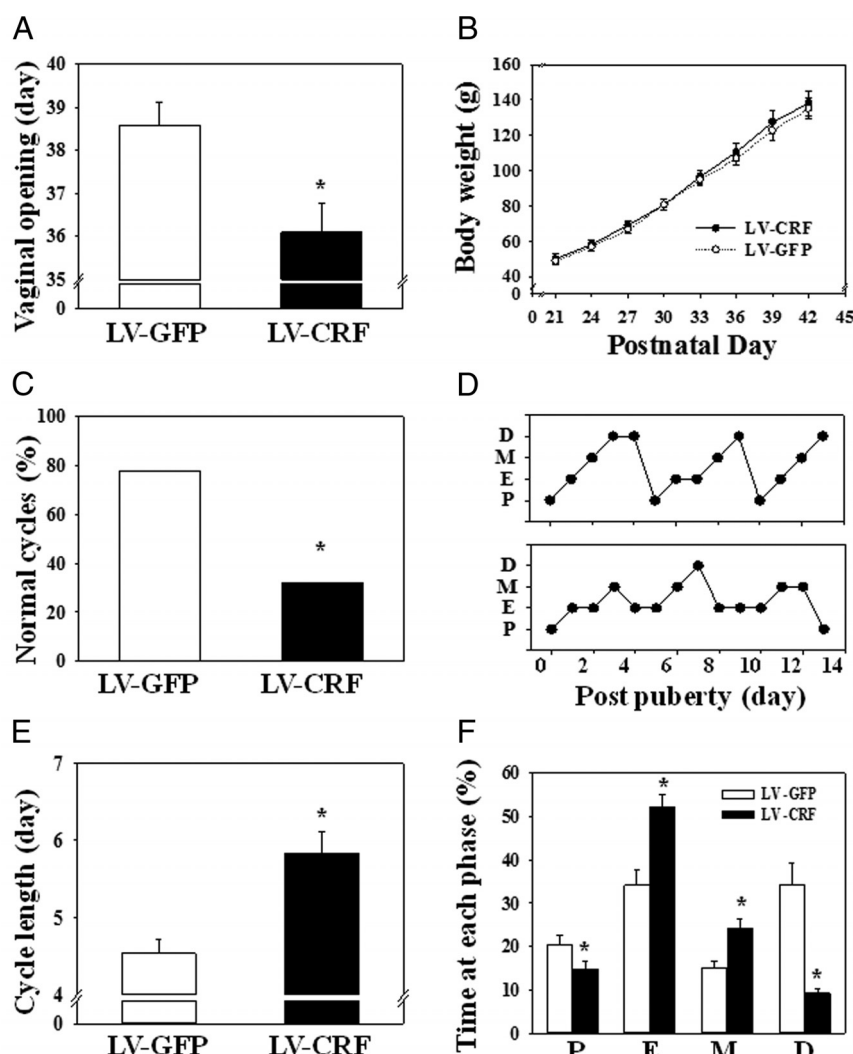 A
Vaginal opening (day)
40
39
38
37
36
35
0
*
LV-GFP LV-CRF
B
Body weight (g)
160
140
120
100
80
60
40
0
LV-CRF
LV-GFP
0 21 24 27 30 33 36 39 42 45
Postnatal Day
C
Normal cycles (%)
100
80
60
40
20
0
*
LV-GFP LV-CRF
D
D
M
E
P
D
M
E
P
0 2 4 6 8 10 12 14
Post puberty (day)
E
Cycle length (day)
7
6
5
4
0
*
LV-GFP LV-CRF
F
Time at each phase (%)
60
50
40
30
20
10
0
LV-GFP
LV-CRF
* * * *
P E M D